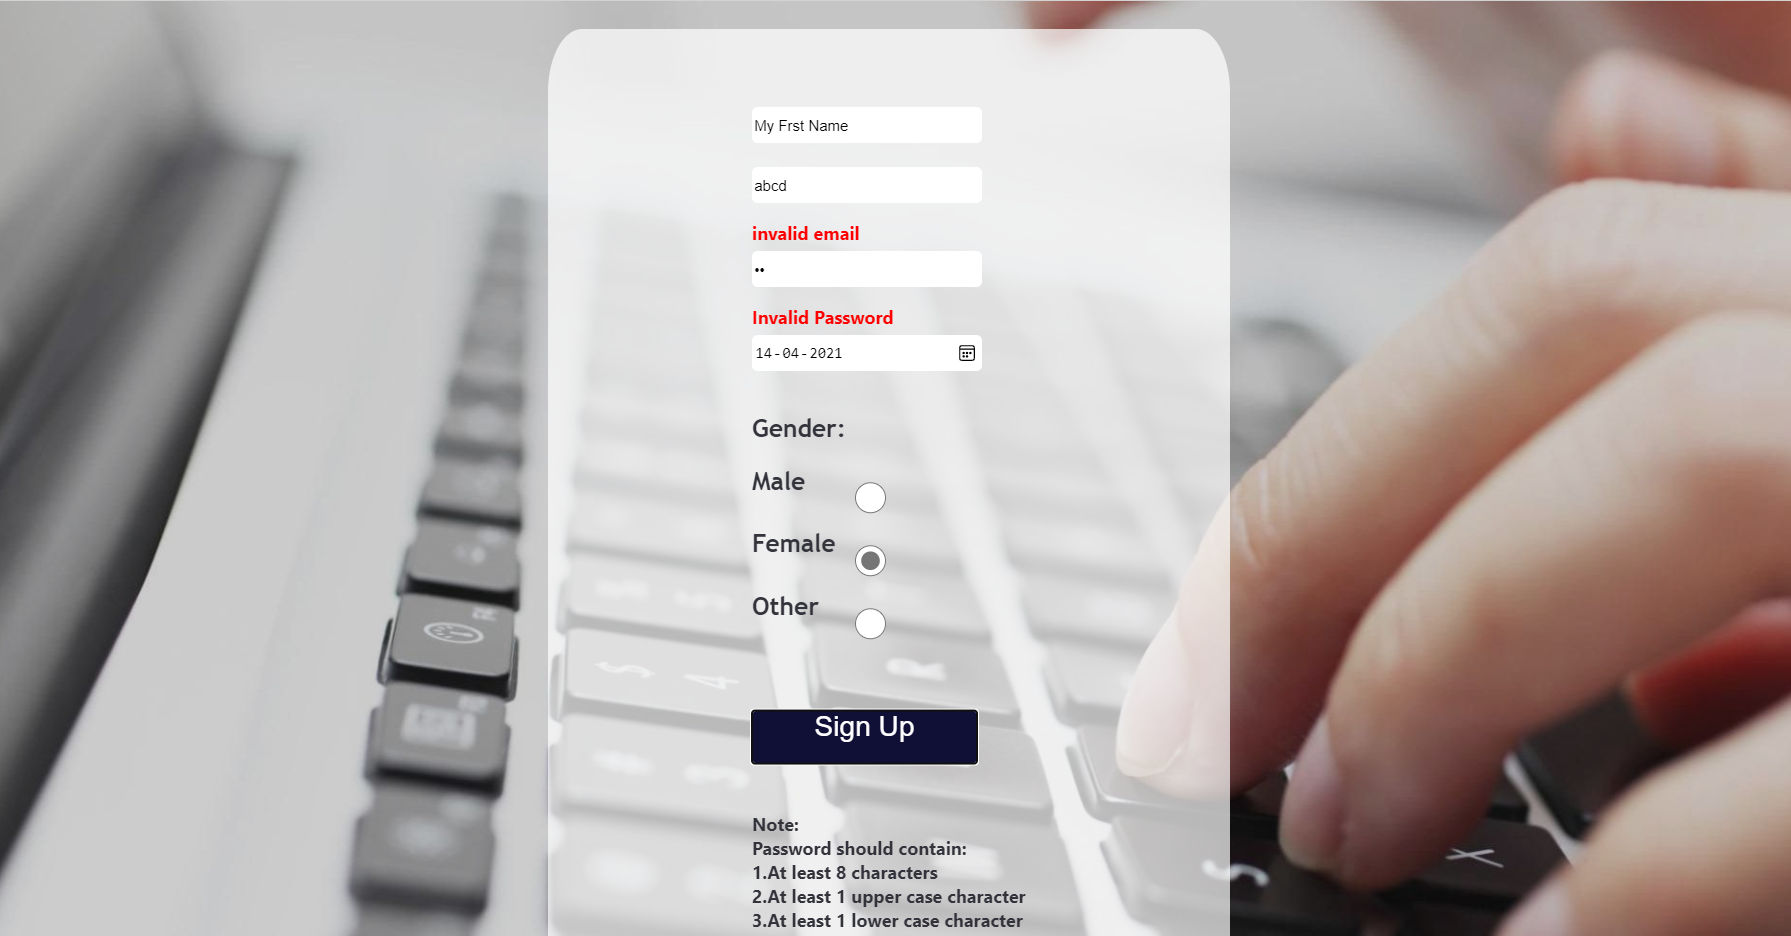 My Frst Name
abcd
invalid email
••
Invalid Password
14-04-2021
Gender:
Male
Female
Other
Sign Up
Note:
Password should contain:
1.At least 8 characters
2.At least 1 upper case character
3.At least 1 lower case character